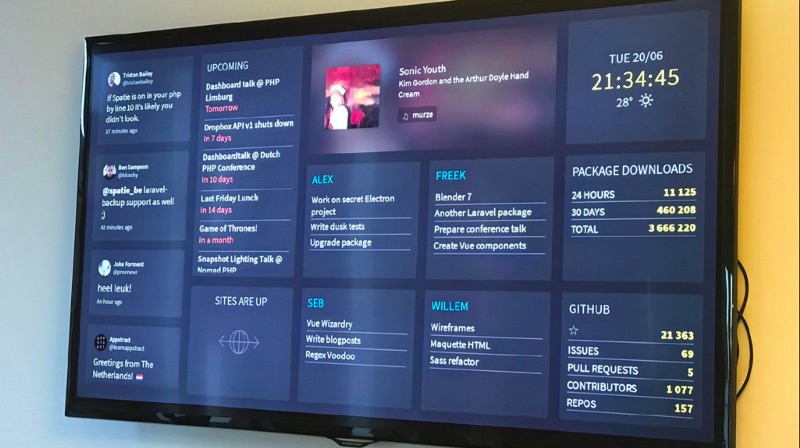 Tristan Bailey
@tristanbailey
If Spatie is on in your php
by line 10 it's likely you
didn't look.
37 minutes ago
Ben Sampson
@bhashy
@spatie_be laravel-
backup support as well
;)
42 minutes ago
Joke Forment
heel leuk!
An hour ago
Appstract
@teamappstract
Greetings from The
Netherlands! 🇳🇱
UPCOMING
Dashboard talk @ PHP
Limburg
Tomorrow
Dropbox API v1 shuts down
In 7 days
Dashboardtalk @ Dutch
PHP Conference
In 10 days
Last Friday Lunch
In 14 days
Game of Thrones!
In a month
Snapshot Lighting Talk @
Nomad PHP
SITES ARE UP
Sonic Youth
Kim Gordon and the Arthur Doyle Hand
Cream
♫ murze
ALEX
Work on secret Electron
project
Write dusk tests
Upgrade package
FREEK
Blender 7
Another Laravel package
Prepare conference talk
Create Vue components
SEB
Vue Wizardry
Write blogposts
Regex Voodoo
WILLEM
Wireframes
Maquette HTML
Sass refactor
TUE 20/06
21:34:45
28°
PACKAGE DOWNLOADS
24 HOURS 11 125
30 DAYS 460 208
TOTAL 3 666 220
GITHUB
☆ 21 363
ISSUES 69
PULL REQUESTS 5
CONTRIBUTORS 1 077
REPOS 157
SAMSUNG